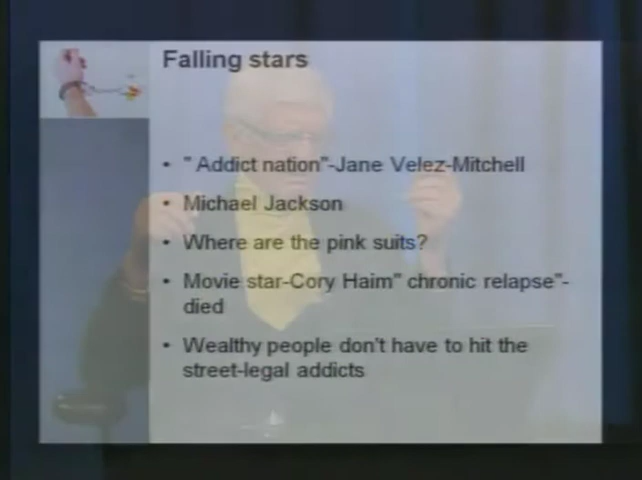 Falling stars
• " Addict nation"-Jane Velez-Mitchell
• Michael Jackson
• Where are the pink suits?
• Movie star-Cory Haim" chronic relapse"-
died
• Wealthy people don't have to hit the
street-legal addicts